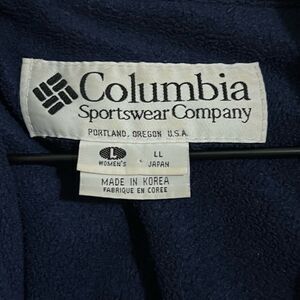 Columbia
Sportswear Company
PORTLAND, OREGON U.S.A.
L LL
WOMEN'S JAPAN
MADE IN KOREA
FABRIQUE EN COREE